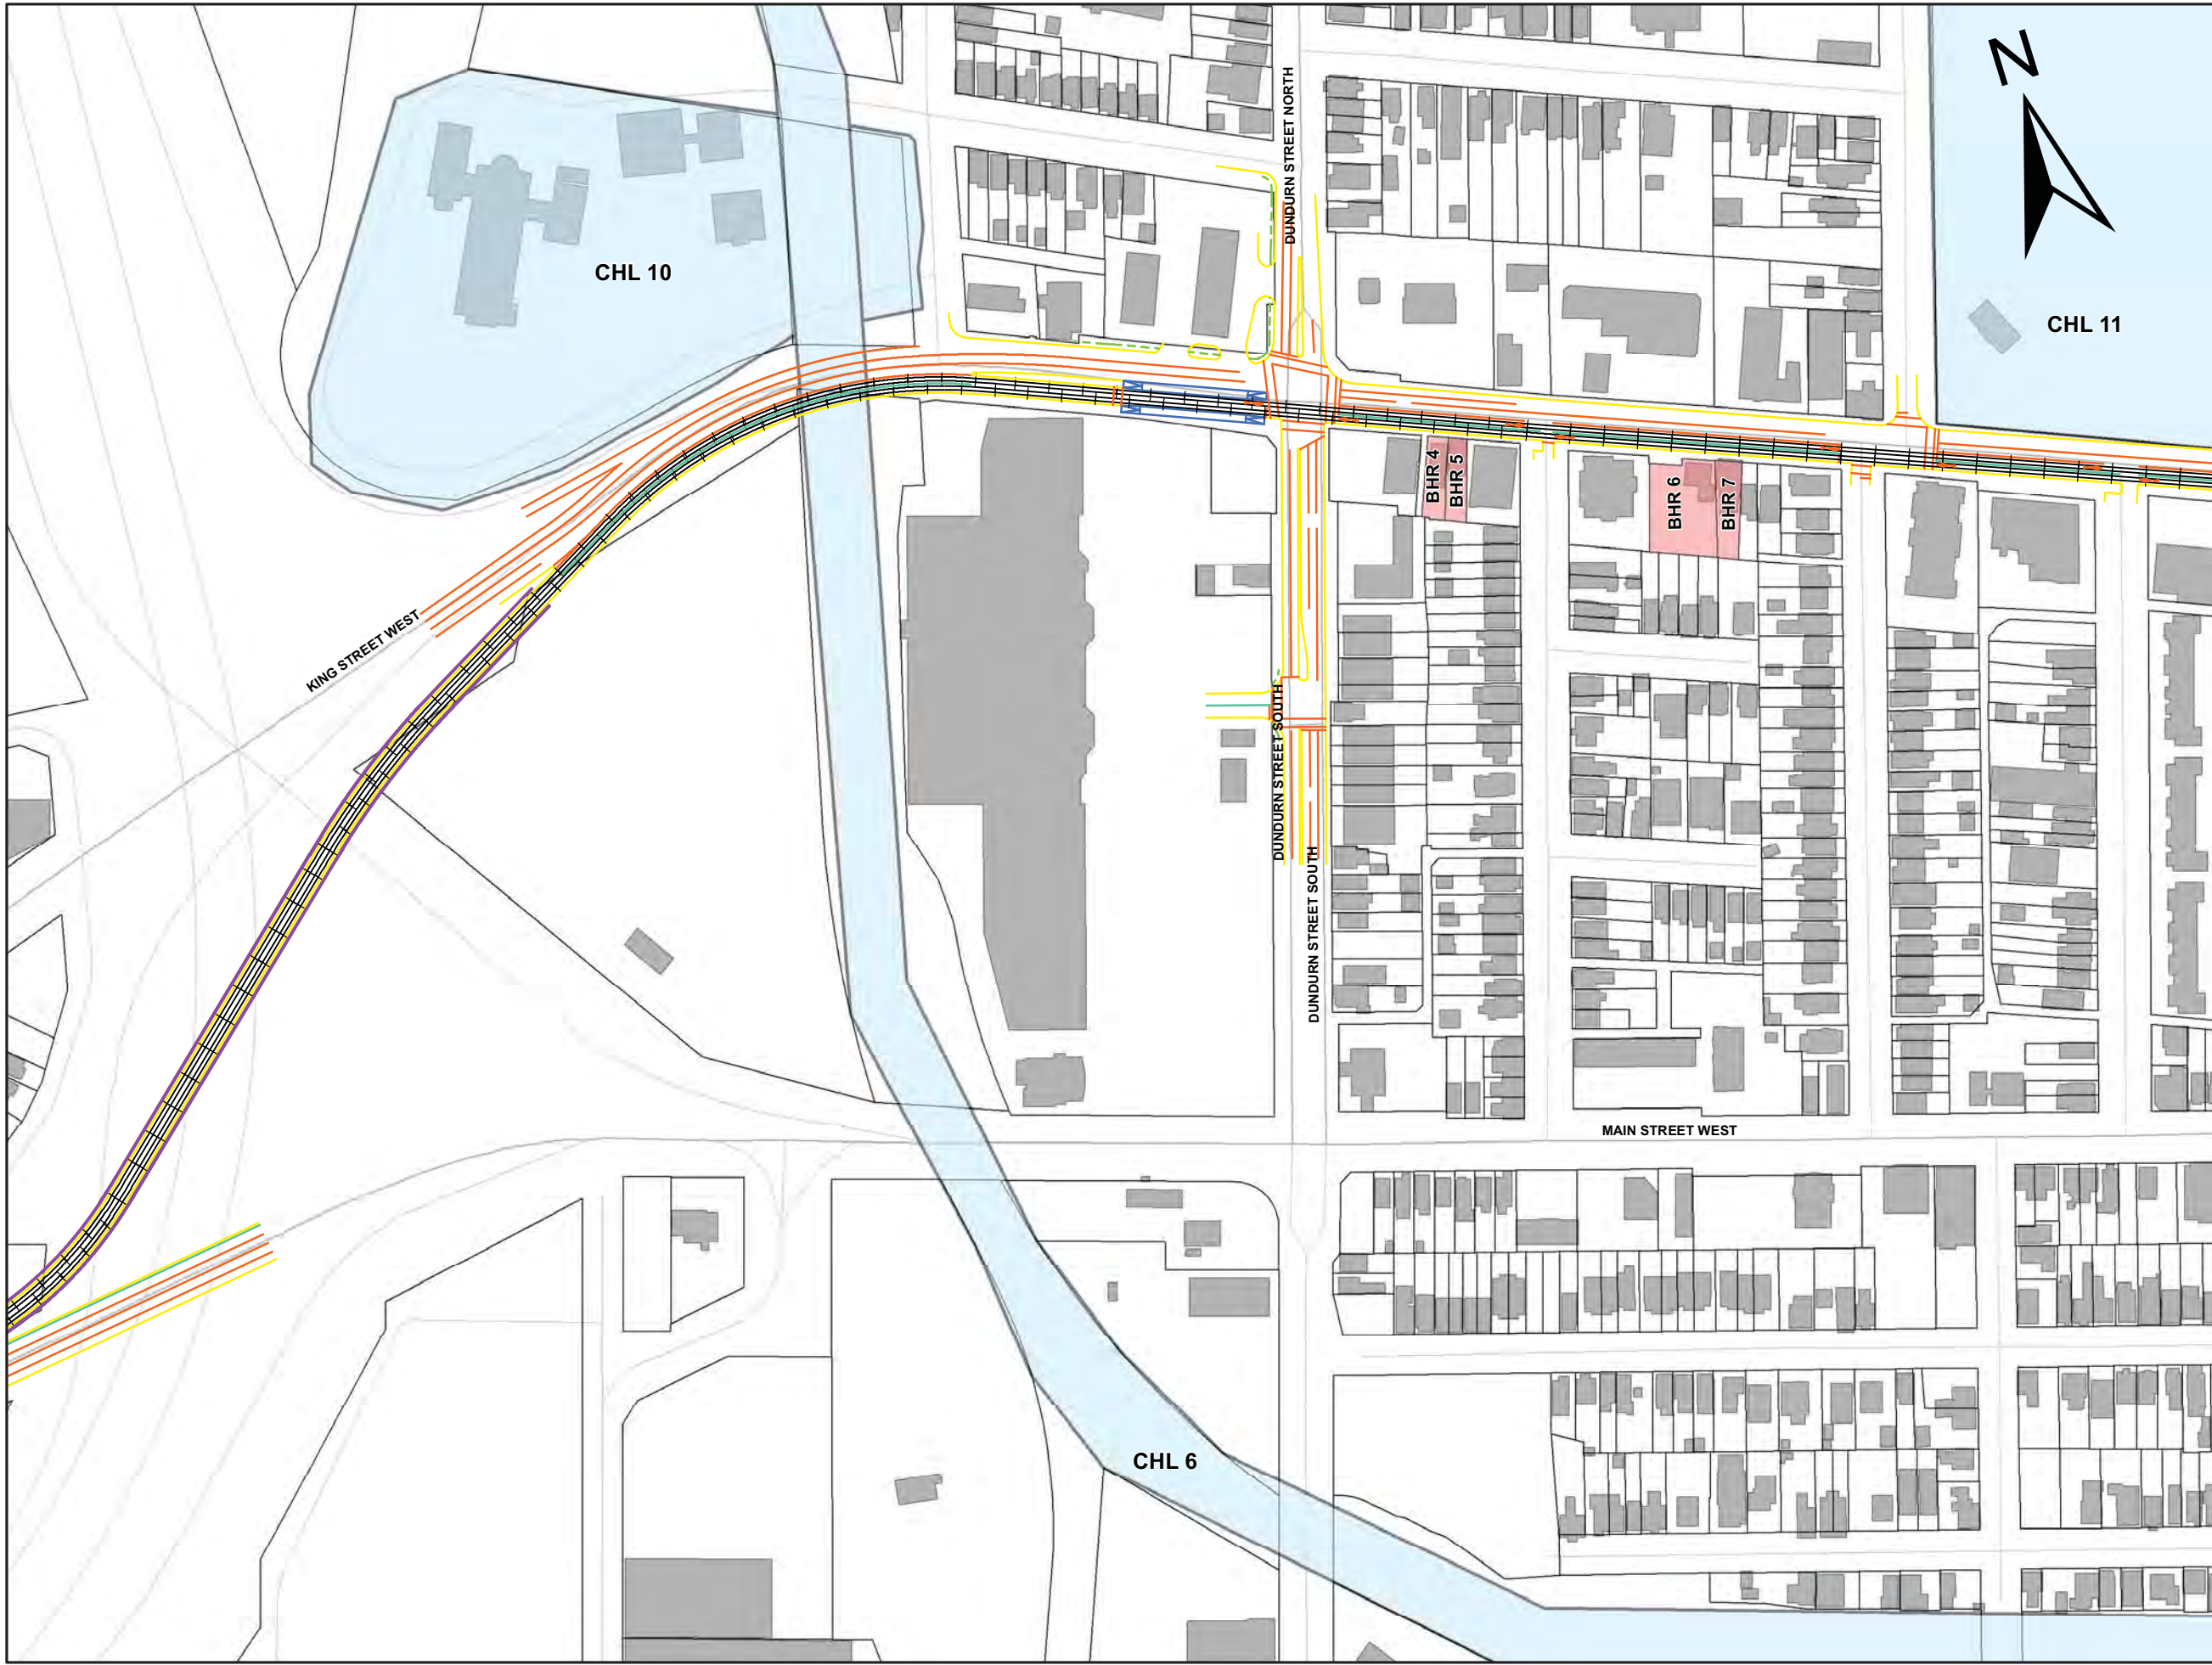 N
DUNDURN STREET NORTH
CHL 10
CHL 11
BHR 4
BHR 5
BHR 6
BHR 7
KING STREET WEST
DUNDURN STREET SOUTH
DUNDURN STREET SOUTH
MAIN STREET WEST
CHL 6